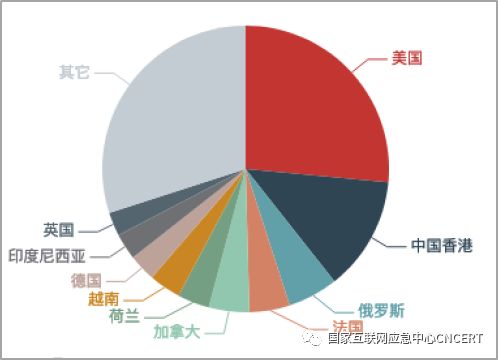 其它
美国
英国
中国香港
印度尼西亚
德国
越南
俄罗斯
荷兰
法国
加拿大
国家互联网应急中心CNCERT